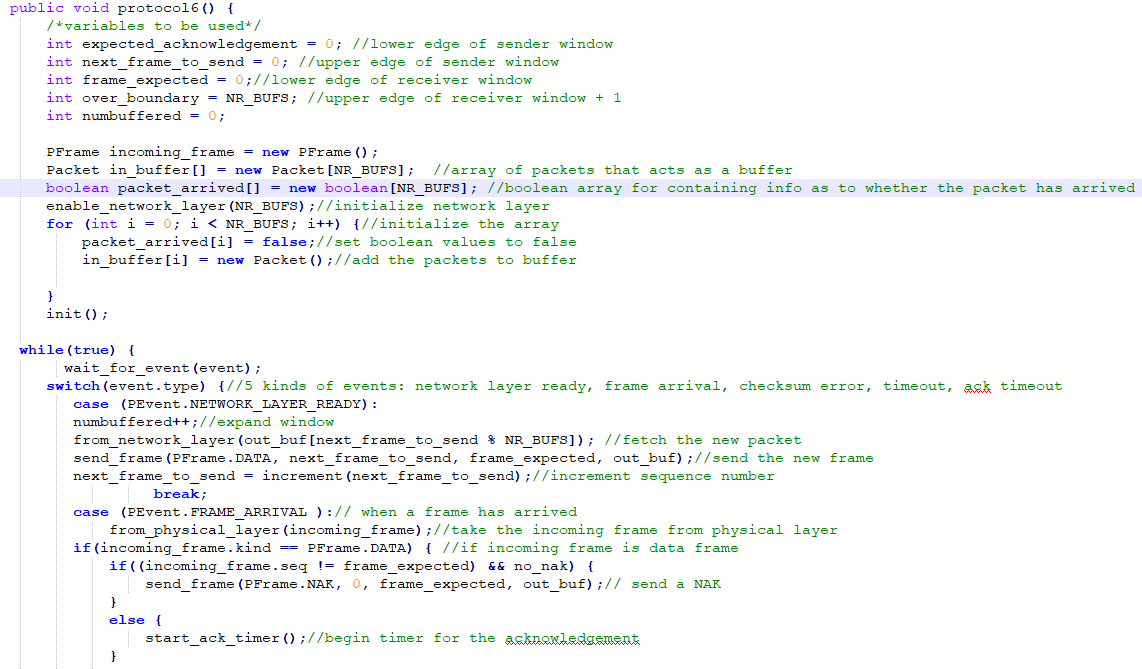 public void protocol6() {
/*variables to be used*/
int expected_acknowledgement = 0; //lower edge of sender window
int next_frame_to_send = 0; //upper edge of sender window
int frame_expected = 0;//lower edge of receiver window
int over_boundary = NR_BUFS; //upper edge of receiver window + 1
int numbuffered = 0;
PFrame incoming_frame = new PFrame();
Packet in_buffer[] = new Packet[NR_BUFS];  //array of packets that acts as a buffer
boolean packet_arrived[] = new boolean[NR_BUFS]; //boolean array for containing info as to whether the packet has arrived
enable_network_layer(NR_BUFS);//initialize network layer
for (int i = 0; i < NR_BUFS; i++) {//initialize the array
packet_arrived[i] = false;//set boolean values to false
in_buffer[i] = new Packet();//add the packets to buffer
}
init();
while(true) {
wait_for_event(event);
switch(event.type) {//5 kinds of events: network layer ready, frame arrival, checksum error, timeout, ack timeout
case (PEvent.NETWORK_LAYER_READY):
numbuffered++;//expand window
from_network_layer(out_buf[next_frame_to_send % NR_BUFS]); //fetch the new packet
send_frame(PFrame.DATA, next_frame_to_send, frame_expected, out_buf);//send the new frame
next_frame_to_send = increment(next_frame_to_send);//increment sequence number
break;
case (PEvent.FRAME_ARRIVAL ):// when a frame has arrived
from_physical_layer(incoming_frame);//take the incoming frame from physical layer
if(incoming_frame.kind == PFrame.DATA) { //if incoming frame is data frame
if((incoming_frame.seq != frame_expected) && no_nak) {
send_frame(PFrame.NAK, 0, frame_expected, out_buf);// send a NAK
}
else {
start_ack_timer();//begin timer for the acknowledgement
}